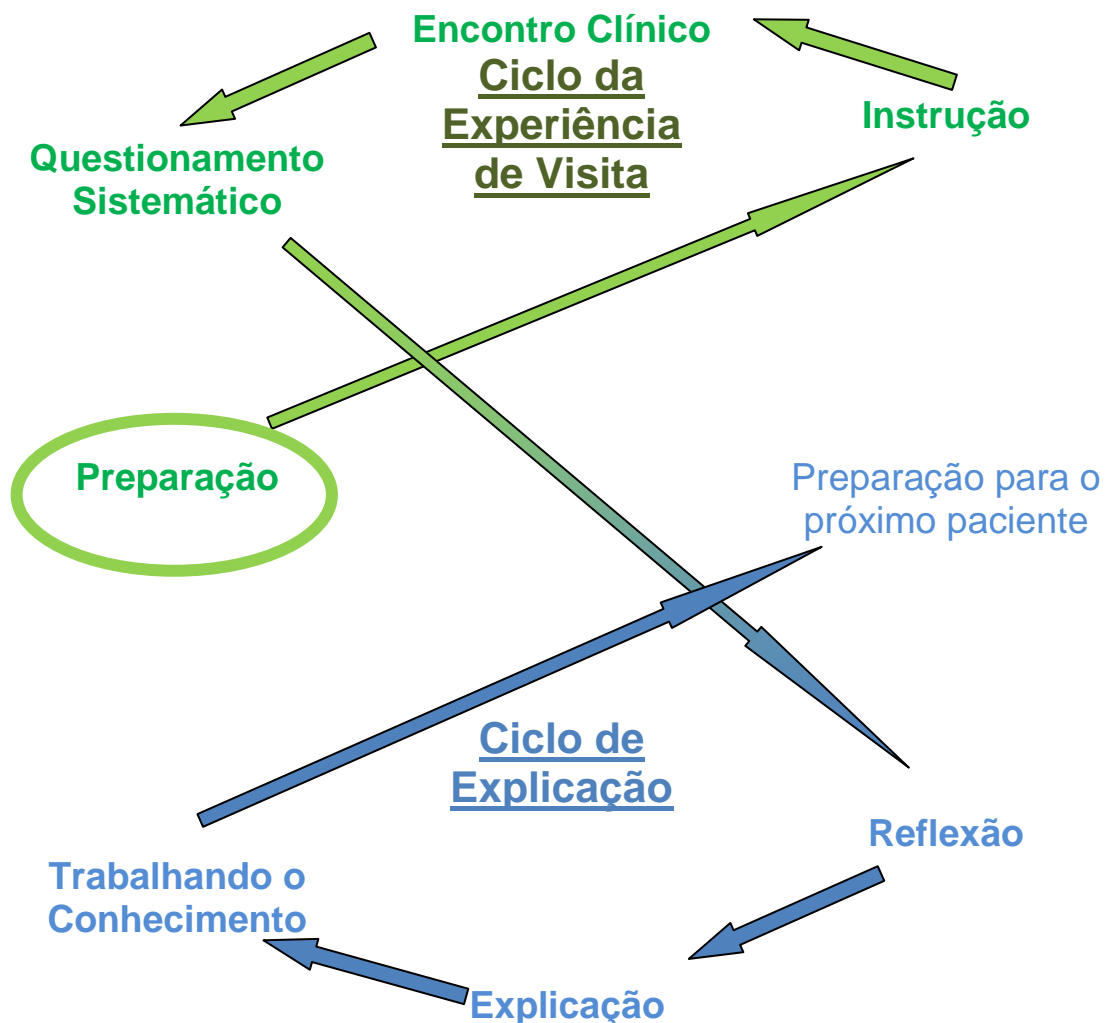 Encontro Clínico
Ciclo da
Experiência
de Visita
Instrução
Questionamento
Sistemático
Preparação
Preparação para o
próximo paciente
Ciclo de
Explicação
Reflexão
Trabalhando o
Conhecimento
Explicação